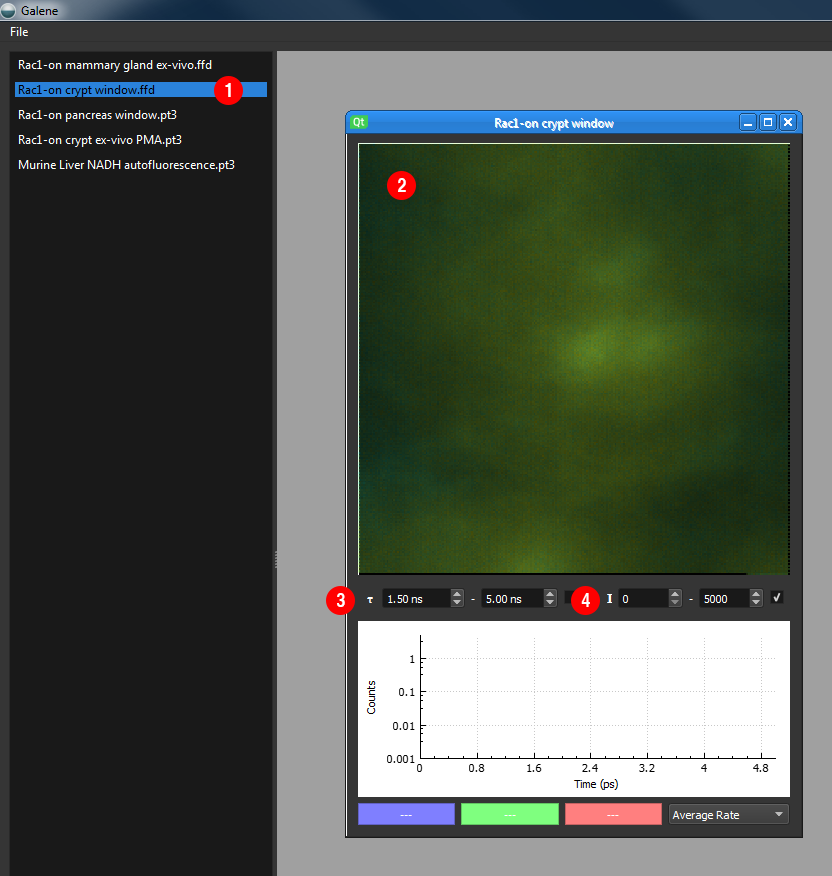 Galene
File
Rac1-on mammary gland ex-vivo.ffd
Rac1-on crypt window.ffd
1
Rac1-on pancreas window.pt3
Rac1-on crypt ex-vivo PMA.pt3
Murine Liver NADH autofluorescence.pt3
Qt
Rac1-on crypt window
2
3 τ 1.50 ns - 5.00 ns 4 I 0 - 5000
Counts
1
0.1
0.01
0.001
0 0.8 1.6 2.4 3.2 4 4.8
Time (ps)
--- --- --- Average Rate